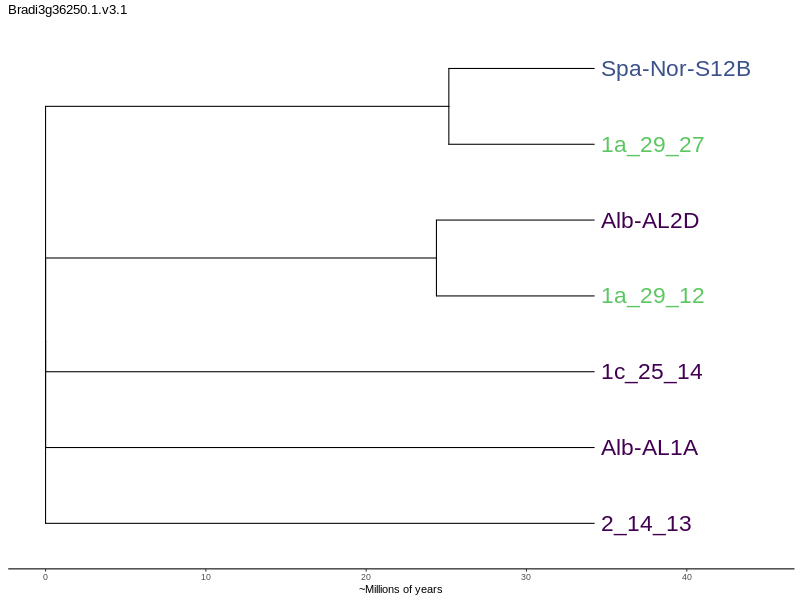 Bradi3g36250.1.v3.1
Spa-Nor-S12B
1a_29_27
Alb-AL2D
1a_29_12
1c_25_14
Alb-AL1A
2_14_13
0 10 20 30 40
~Millions of years